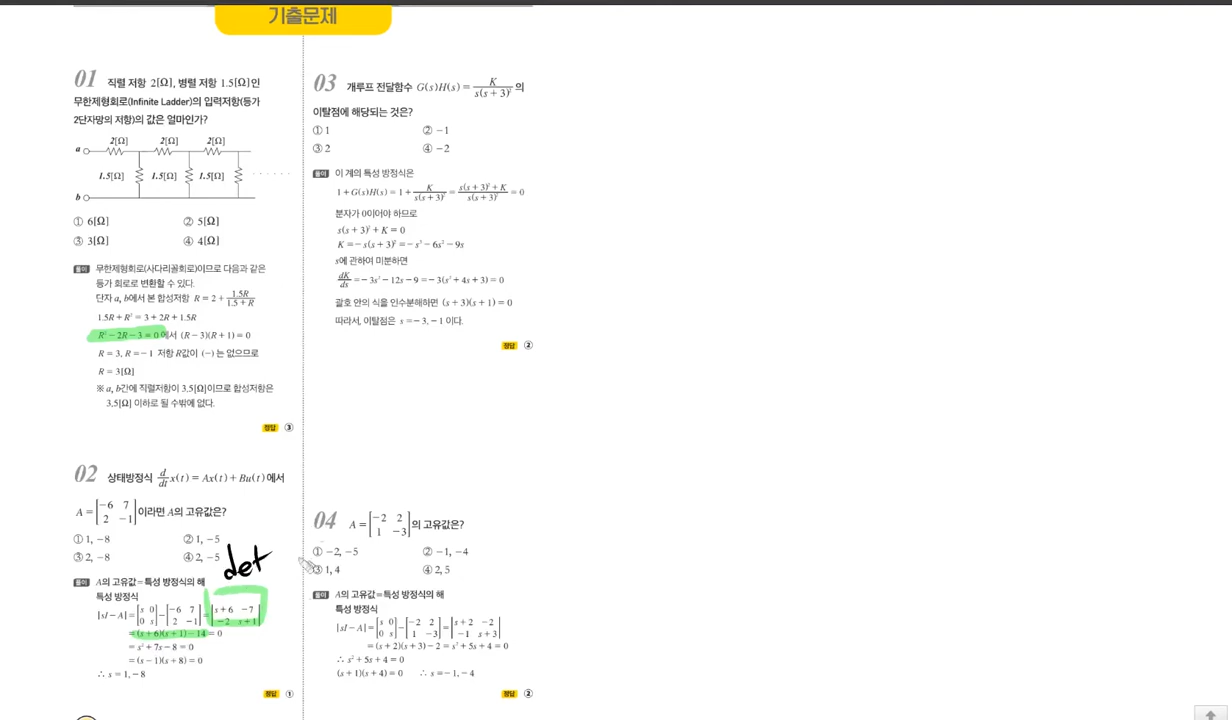 기출문제
01 직렬 저항 2[Ω], 병렬 저항 1.5[Ω]인
무한제형회로(Infinite Ladder)의 입력저항(등가
2단자망의 저항)의 값은 얼마인가?
2[Ω] 2[Ω] 2[Ω]
a
1.5[Ω] 1.5[Ω] 1.5[Ω] ······
b
① 6[Ω] ② 5[Ω]
③ 3[Ω] ④ 4[Ω]
풀이 무한제형회로(사다리꼴회로)이므로 다음과 같은
등가 회로로 변환할 수 있다.
단자 a, b에서 본 합성저항 R = 2 + 1.5R/(1.5 + R)
1.5R + R² = 3 + 2R + 1.5R
R² − 2R − 3 = 0에서 (R − 3)(R + 1) = 0
R = 3, R = −1 저항 R값이 (−)는 없으므로
R = 3[Ω]
※ a, b간에 직렬저항이 3.5[Ω]이므로 합성저항은
3.5[Ω] 이하로 될 수밖에 없다.
정답 ③
02 상태방정식 d/dt x(t) = Ax(t) + Bu(t)에서
A = [−6 7
2 −1]이라면 A의 고유값은?
① 1, −8 ② 1, −5
③ 2, −8 ④ 2, −5
det
풀이 A의 고유값 = 특성 방정식의 해
특성 방정식
|sI − A| = [s 0 − [−6 7 = |s + 6 −7
0 s] 2 −1] −2 s + 1|
= (s + 6)(s + 1) − 14 = 0
= s² + 7s − 8 = 0
= (s − 1)(s + 8) = 0
∴ s = 1, −8
정답 ①
03 개루프 전달함수 G(s)H(s) = K/s(s + 3)²의
이탈점에 해당되는 것은?
① 1 ② −1
③ 2 ④ −2
풀이 이 계의 특성 방정식은
1 + G(s)H(s) = 1 + K/s(s + 3)² = (s(s + 3)² + K)/s(s + 3)² = 0
분자가 0이어야 하므로
s(s + 3)² + K = 0
K = −s(s + 3)² = −s³ − 6s² − 9s
s에 관하여 미분하면
dK/ds = −3s² − 12s − 9 = −3(s² + 4s + 3) = 0
괄호 안의 식을 인수분해하면 (s + 3)(s + 1) = 0
따라서, 이탈점은 s = −3, −1이다.
정답 ②
04 A = [−2 2
1 −3]의 고유값은?
① −2, −5 ② −1, −4
③ 1, 4 ④ 2, 5
풀이 A의 고유값 = 특성 방정식의 해
특성 방정식
|sI − A| = [s 0 − [−2 2 = |s + 2 −2
0 s] 1 −3] −1 s + 3|
= (s + 2)(s + 3) − 2 = s² + 5s + 4 = 0
∴ s² + 5s + 4 = 0
(s + 1)(s + 4) = 0 ∴ s = −1, −4
정답 ②